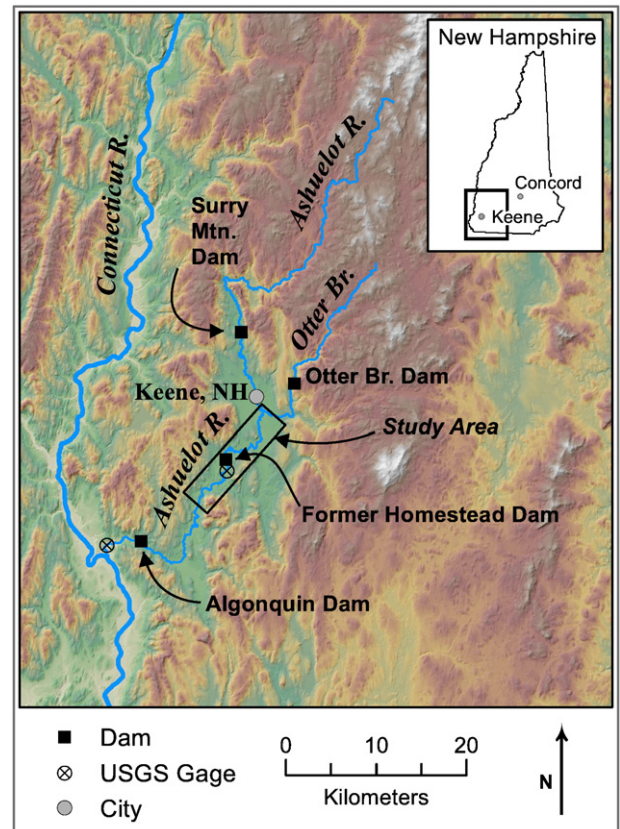 New Hampshire
Concord
Keene
Connecticut R.
Ashuelot R.
Surry
Mtn.
Dam
Otter Br.
Keene, NH
Otter Br. Dam
Ashuelot R.
Study Area
Former Homestead Dam
Algonquin Dam
Dam
USGS Gage
City
0 10 20
Kilometers
N